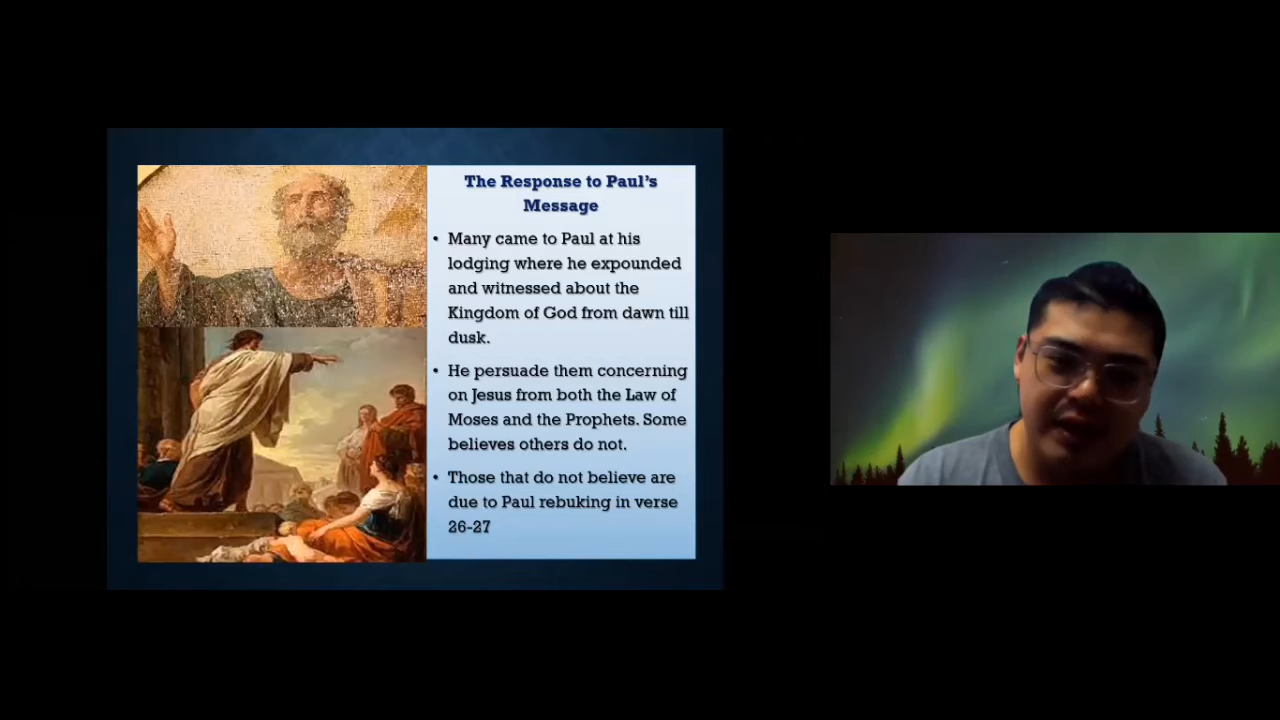 The Response to Paul's
Message
• Many came to Paul at his
lodging where he expounded
and witnessed about the
Kingdom of God from dawn till
dusk.
• He persuade them concerning
on Jesus from both the Law of
Moses and the Prophets. Some
believes others do not.
• Those that do not believe are
due to Paul rebuking in verse
26-27